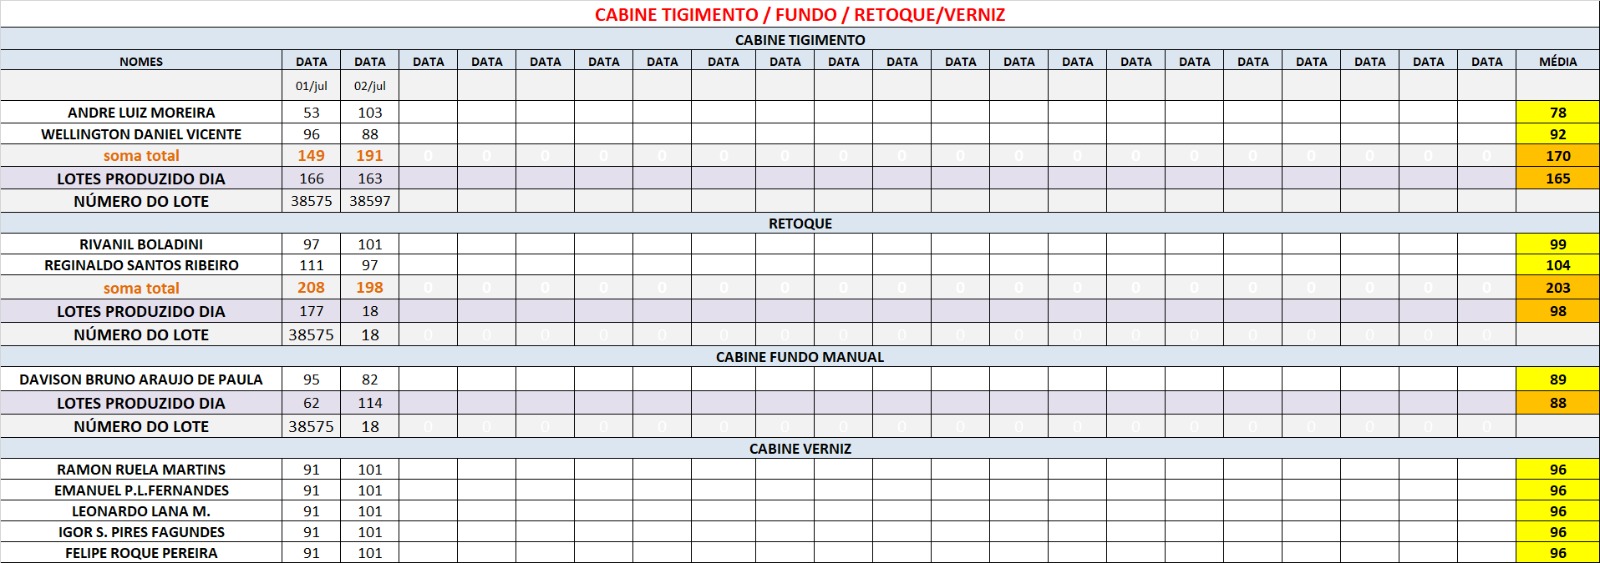 CABINE TIGIMENTO / FUNDO / RETOQUE/VERNIZ
CABINE TIGIMENTO
NOMES DATA DATA DATA DATA DATA DATA DATA DATA DATA DATA DATA DATA DATA DATA DATA DATA DATA DATA DATA DATA DATA MÉDIA
01/jul 02/jul
ANDRE LUIZ MOREIRA 53 103 78
WELLINGTON DANIEL VICENTE 96 88 92
soma total 149 191 0 0 0 0 0 0 0 0 0 0 0 0 0 0 0 0 0 0 0 170
LOTES PRODUZIDO DIA 166 163 165
NÚMERO DO LOTE 38575 38597
RETOQUE
RIVANIL BOLADINI 97 101 99
REGINALDO SANTOS RIBEIRO 111 97 104
soma total 208 198 0 0 0 0 0 0 0 0 0 0 0 0 0 0 0 0 0 0 0 203
LOTES PRODUZIDO DIA 177 18 98
NÚMERO DO LOTE 38575 18 0 0 0 0 0 0 0 0 0 0 0 0 0 0 0 0 0 0 0
CABINE FUNDO MANUAL
DAVISON BRUNO ARAUJO DE PAULA 95 82 89
LOTES PRODUZIDO DIA 62 114 88
NÚMERO DO LOTE 38575 18 0 0 0 0 0 0 0 0 0 0 0 0 0 0 0 0 0 0 0
CABINE VERNIZ
RAMON RUELA MARTINS 91 101 96
EMANUEL P.L.FERNANDES 91 101 96
LEONARDO LANA M. 91 101 96
IGOR S. PIRES FAGUNDES 91 101 96
FELIPE ROQUE PEREIRA 91 101 96